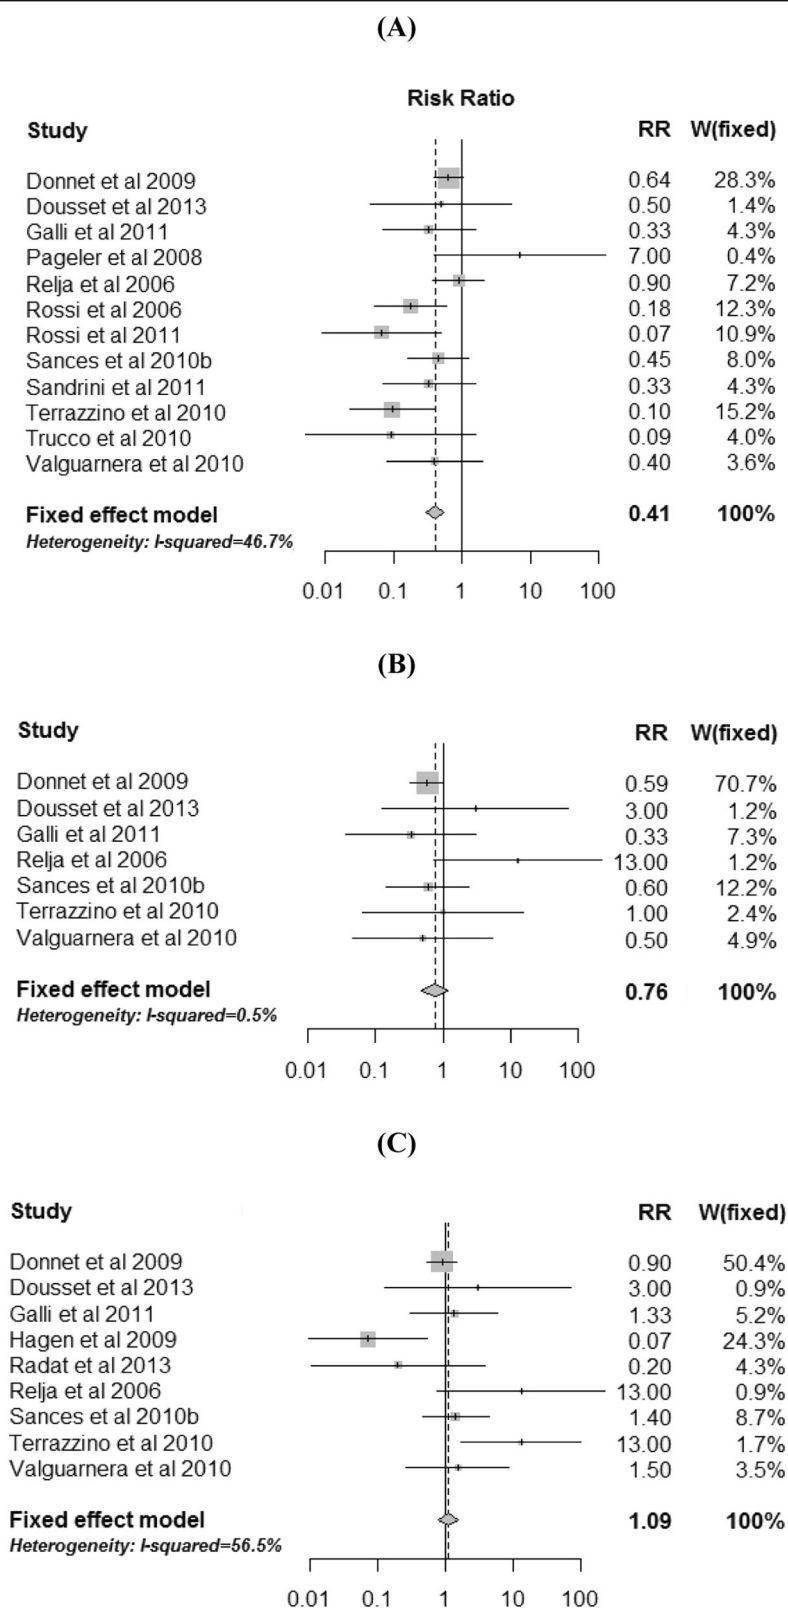 (A)
Risk Ratio
Study RR W(fixed)
Donnet et al 2009 0.64 28.3%
Dousset et al 2013 0.50 1.4%
Galli et al 2011 0.33 4.3%
Pageler et al 2008 7.00 0.4%
Relja et al 2006 0.90 7.2%
Rossi et al 2006 0.18 12.3%
Rossi et al 2011 0.07 10.9%
Sances et al 2010b 0.45 8.0%
Sandrini et al 2011 0.33 4.3%
Terrazzino et al 2010 0.10 15.2%
Trucco et al 2010 0.09 4.0%
Valguarnera et al 2010 0.40 3.6%
Fixed effect model 0.41 100%
Heterogeneity: I-squared=46.7%
0.01 0.1 1 10 100
(B)
Study RR W(fixed)
Donnet et al 2009 0.59 70.7%
Dousset et al 2013 3.00 1.2%
Galli et al 2011 0.33 7.3%
Relja et al 2006 13.00 1.2%
Sances et al 2010b 0.60 12.2%
Terrazzino et al 2010 1.00 2.4%
Valguarnera et al 2010 0.50 4.9%
Fixed effect model 0.76 100%
Heterogeneity: I-squared=0.5%
0.01 0.1 1 10 100
(C)
Study RR W(fixed)
Donnet et al 2009 0.90 50.4%
Dousset et al 2013 3.00 0.9%
Galli et al 2011 1.33 5.2%
Hagen et al 2009 0.07 24.3%
Radat et al 2013 0.20 4.3%
Relja et al 2006 13.00 0.9%
Sances et al 2010b 1.40 8.7%
Terrazzino et al 2010 13.00 1.7%
Valguarnera et al 2010 1.50 3.5%
Fixed effect model 1.09 100%
Heterogeneity: I-squared=56.5%
0.01 0.1 1 10 100